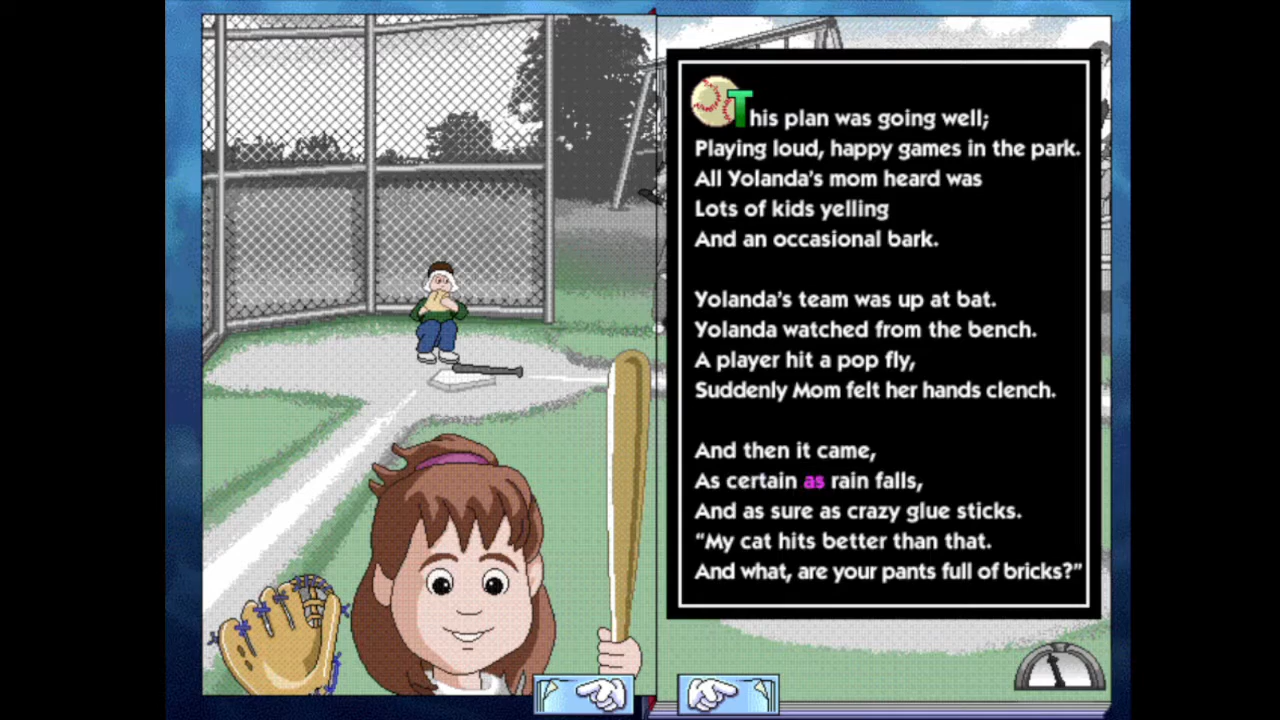 This plan was going well;
Playing loud, happy games in the park.
All Yolanda's mom heard was
Lots of kids yelling
And an occasional bark.
Yolanda's team was up at bat.
Yolanda watched from the bench.
A player hit a pop fly,
Suddenly Mom felt her hands clench.
And then it came,
As certain as rain falls,
And as sure as crazy glue sticks.
"My cat hits better than that.
And what, are your pants full of bricks?"